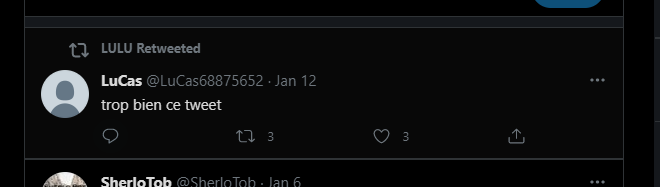 LULU Retweeted
LuCas @LuCas68875652 · Jan 12
trop bien ce tweet
3 3
SherloTob @SherloTob · Jan 6